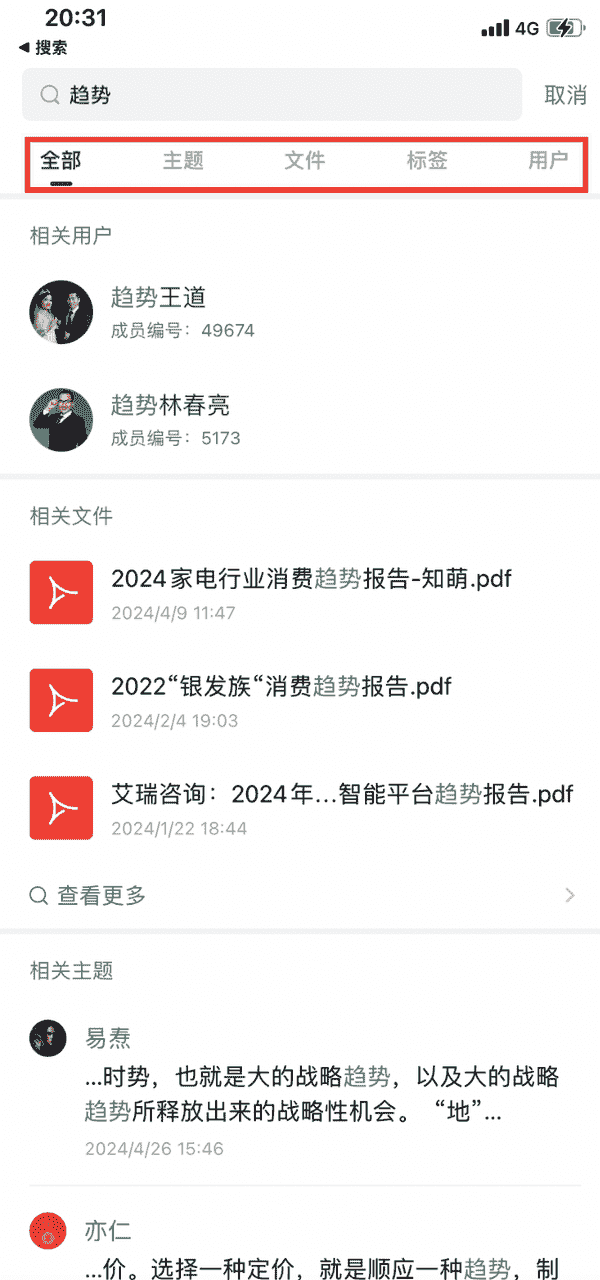 20:31
4G
◀ 搜索
趋势
取消
全部 主题 文件 标签 用户
相关用户
趋势王道
成员编号：49674
趋势林春亮
成员编号：5173
相关文件
2024家电行业消费趋势报告-知萌.pdf
2024/4/9 11:47
2022“银发族“消费趋势报告.pdf
2024/2/4 19:03
艾瑞咨询：2024年...智能平台趋势报告.pdf
2024/1/22 18:44
查看更多
相关主题
易焘
...时势，也就是大的战略趋势，以及大的战略
趋势所释放出来的战略性机会。“地”...
2024/4/26 15:46
亦仁
...价。选择一种定价，就是顺应一种趋势，制